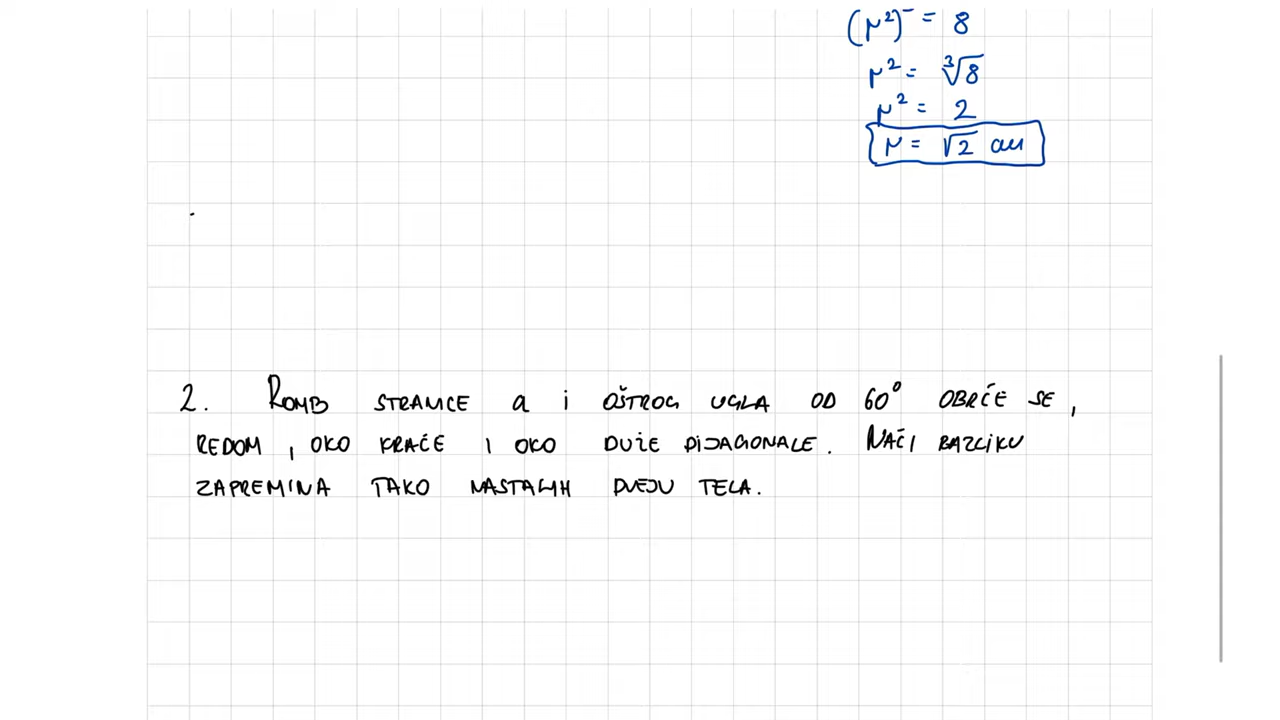 (r²)³ = 8
r² = ∛8
r² = 2
r = √2 cm
2. ROMB STRANICE a i OŠTROG UGLA OD 60° OBRĆE SE,
REDOM, OKO KRAĆE I OKO DUŽE DIJAGONALE. NAĆI RAZLIKU
ZAPREMINA TAKO NASTALIH DVEJU TELA.